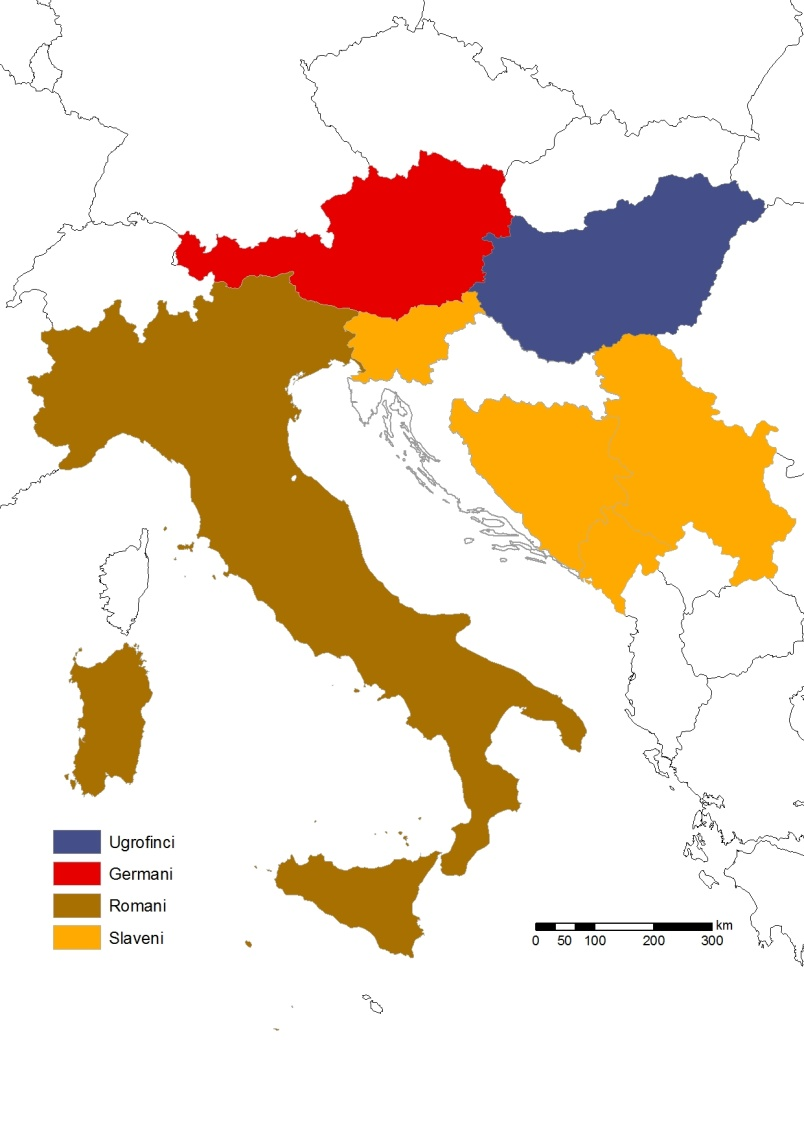 Ugrofinci
Germani
Romani
Slaveni
km
0 50 100 200 300